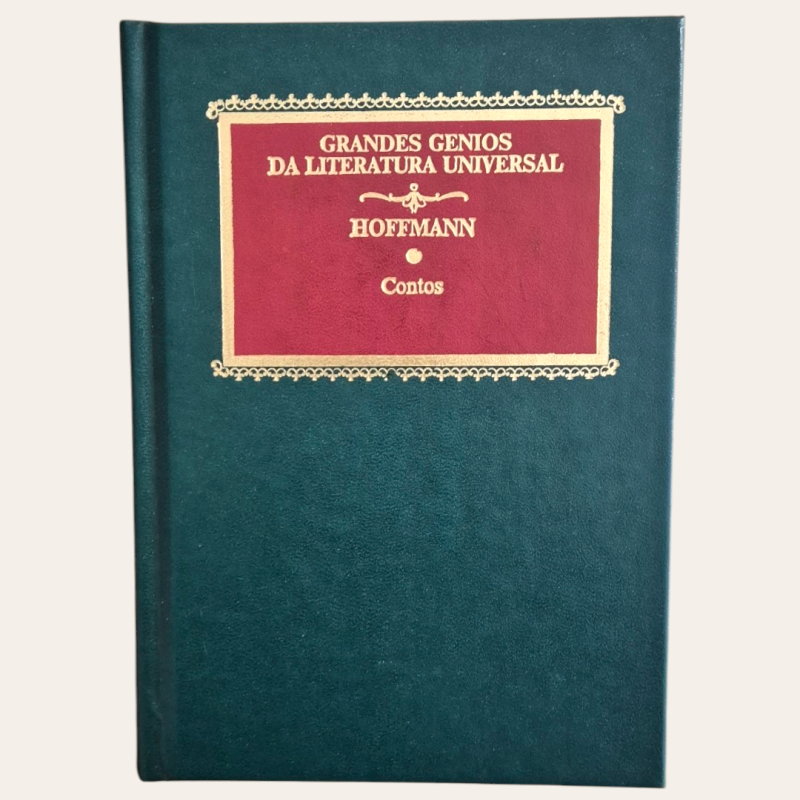 GRANDES GENIOS
DA LITERATURA UNIVERSAL
HOFFMANN
Contos